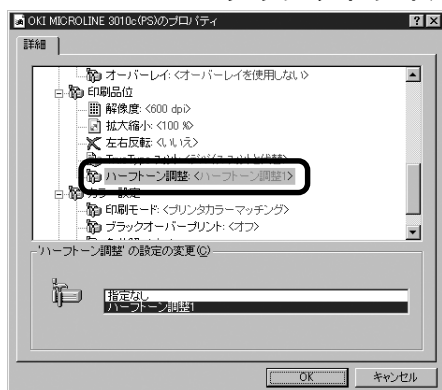 OKI MICROLINE 3010c(PS)のプロパティ
詳細
オーバーレイ: <オーバーレイを使用しない>
印刷品位
解像度: <600 dpi>
拡大縮小: <100 %>
左右反転: <いいえ>
ハーフトーン調整: <ハーフトーン調整1>
カラー設定
印刷モード: <プリンタカラーマッチング>
ブラックオーバープリント: <オフ>
'ハーフトーン調整' の設定の変更(C)
指定なし
ハーフトーン調整1
OK
キャンセル